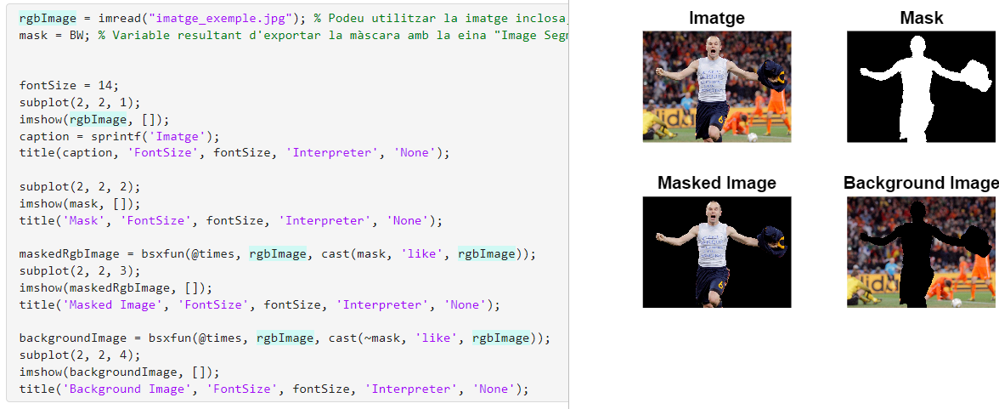 rgbImage = imread("imatge_exemple.jpg"); % Podeu utilitzar la imatge inclosa,
mask = BW; % Variable resultant d'exportar la màscara amb la eina "Image Segm
fontSize = 14;
subplot(2, 2, 1);
imshow(rgbImage, []);
caption = sprintf('Imatge');
title(caption, 'FontSize', fontSize, 'Interpreter', 'None');
subplot(2, 2, 2);
imshow(mask, []);
title('Mask', 'FontSize', fontSize, 'Interpreter', 'None');
maskedRgbImage = bsxfun(@times, rgbImage, cast(mask, 'like', rgbImage));
subplot(2, 2, 3);
imshow(maskedRgbImage, []);
title('Masked Image', 'FontSize', fontSize, 'Interpreter', 'None');
backgroundImage = bsxfun(@times, rgbImage, cast(~mask, 'like', rgbImage));
subplot(2, 2, 4);
imshow(backgroundImage, []);
title('Background Image', 'FontSize', fontSize, 'Interpreter', 'None');
Imatge
Mask
6
Masked Image
Background Image
6